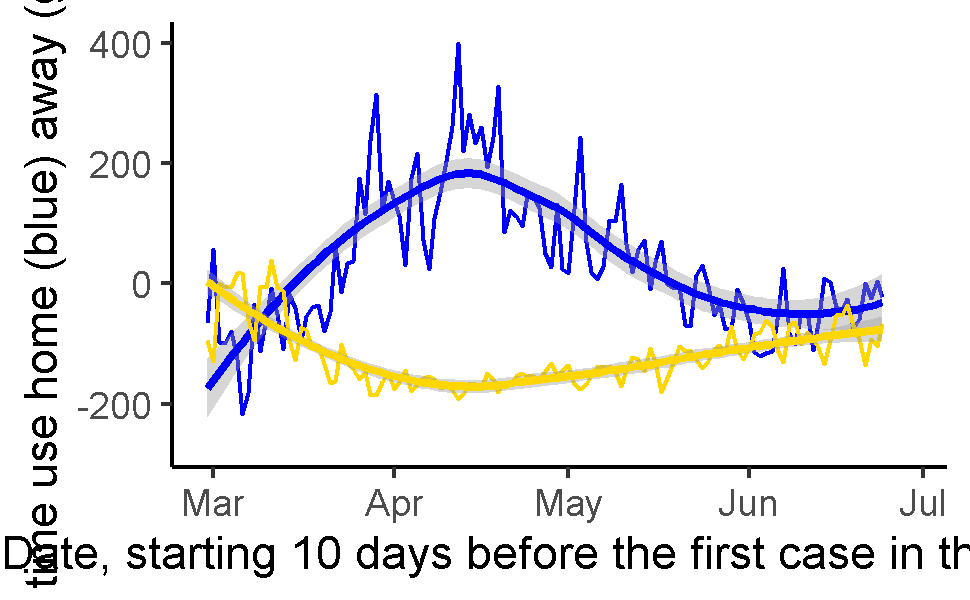 time use home (blue) away (
400
200
0
-200
Mar Apr May Jun Jul
Date, starting 10 days before the first case in th